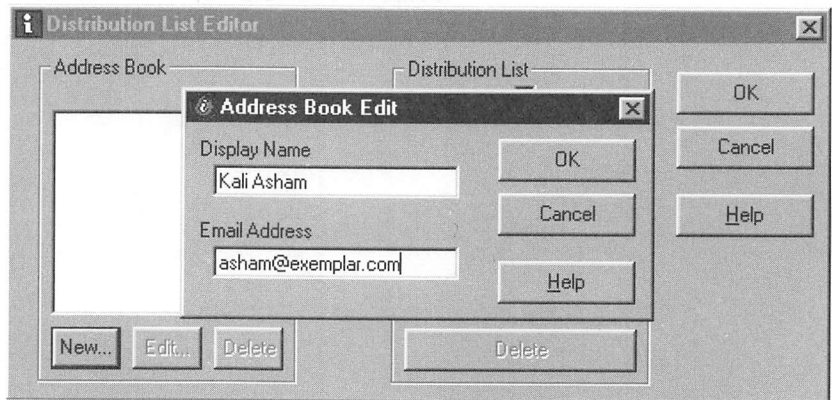 Distribution List Editor
Address Book
Distribution List
OK
Cancel
Help
Address Book Edit
Display Name
Kali Asham
Email Address
asham@exemplar.com
OK
Cancel
Help
New...
Edit...
Delete
Delete